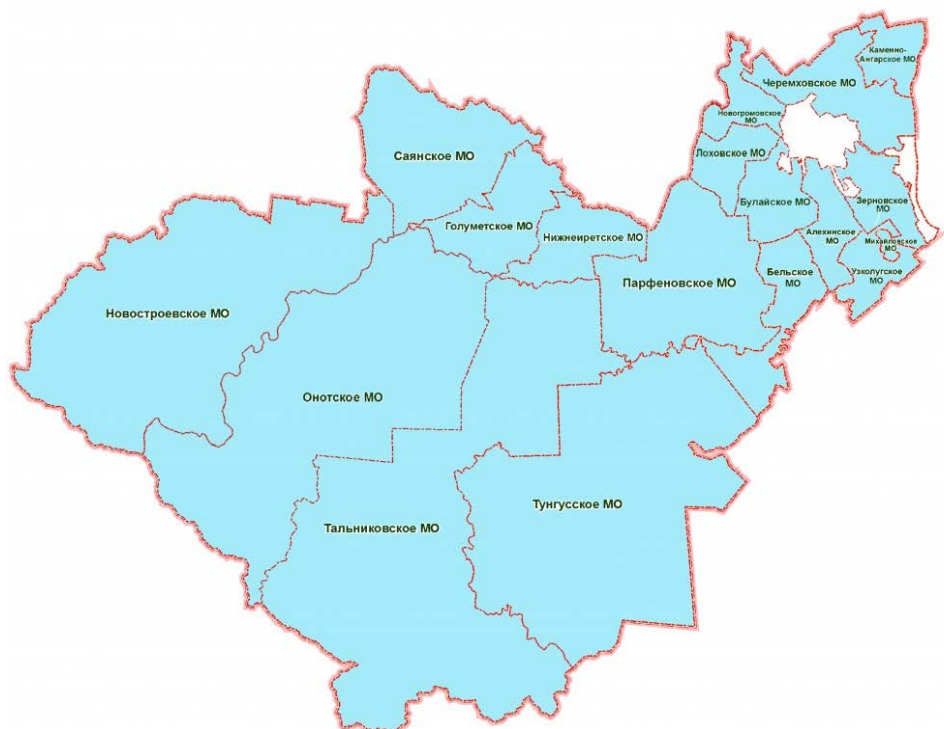 Каменно-
Ангарское МО
Черемховское МО
Новогромовское
МО
Лоховское МО
Саянское МО
Булайское МО
Зерновское
МО
Голуметское МО
Нижнеиретское МО
Алехинское
МО
Михайловское
МО
Бельское
МО
Узколугское
МО
Парфеновское МО
Новостроевское МО
Онотское МО
Тунгусское МО
Тальниковское МО